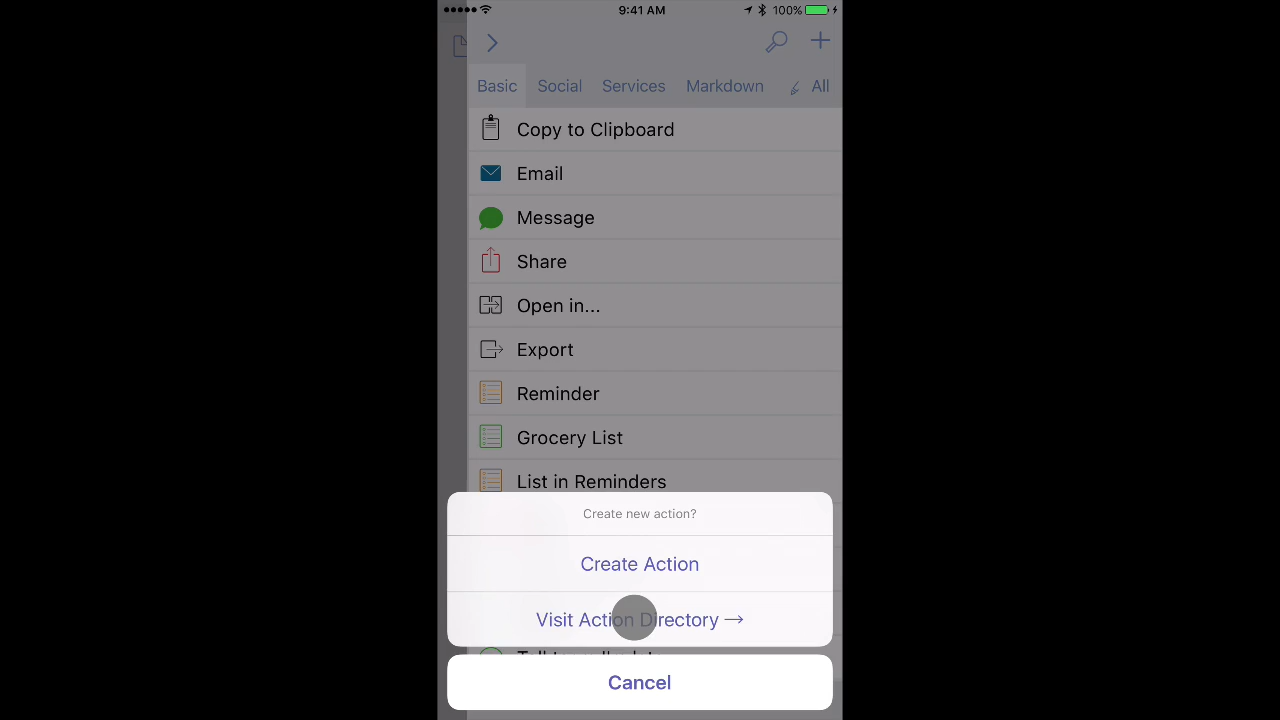 9:41 AM
100%
Basic
Social
Services
Markdown
All
Copy to Clipboard
Email
Message
Share
Open in...
Export
Reminder
Grocery List
List in Reminders
Create new action?
Create Action
Visit Action Directory →
Cancel